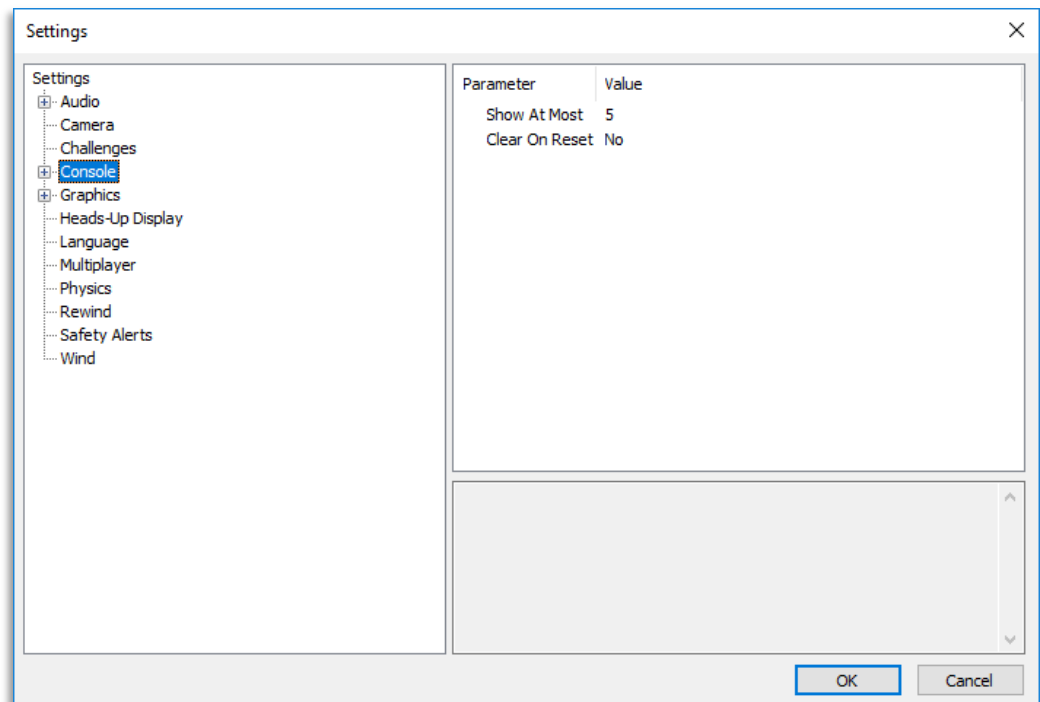 Settings
Settings
Audio
Camera
Challenges
Console
Graphics
Heads-Up Display
Language
Multiplayer
Physics
Rewind
Safety Alerts
Wind
Parameter Value
Show At Most 5
Clear On Reset No
OK Cancel